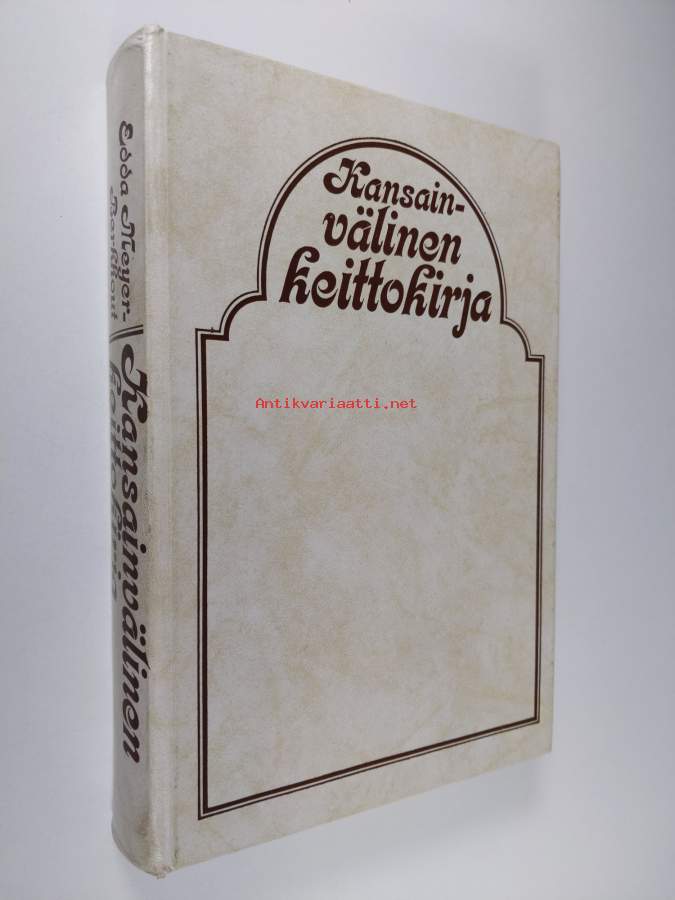 Kansain-
välinen
keittokirja
Antikvariaatti.net
Edda Meyer-
Berkhout
Kansainvälinen
keittokirja